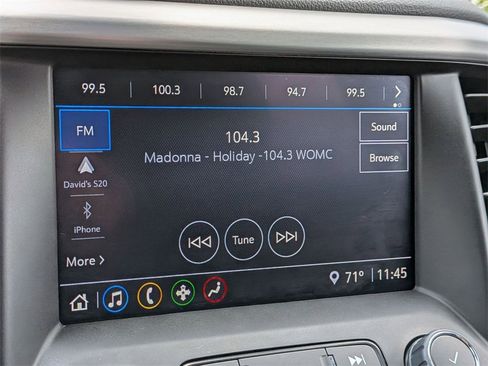 99.5 100.3 98.7 94.7 99.5
FM
104.3
Sound
Madonna - Holiday -104.3 WOMC
Browse
David's S20
iPhone
Tune
More
71° 11:45